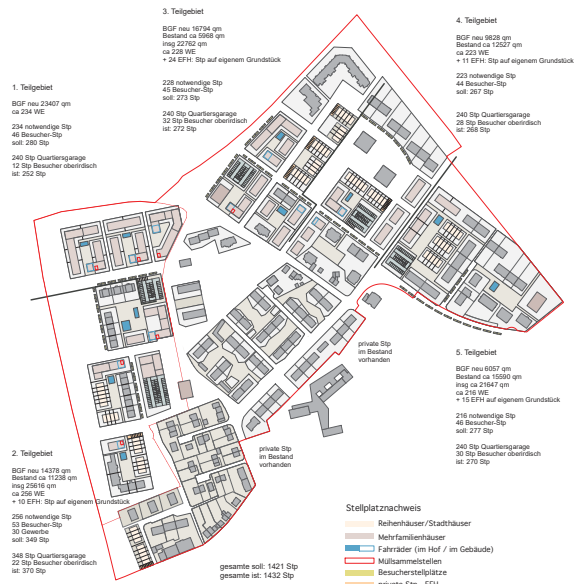 3. Teilgebiet
BGF neu 16794 qm
Bestand ca 5968 qm
insg 22762 qm
ca 228 WE
+ 24 EFH: Stp auf eigenem Grundstück
228 notwendige Stp
45 Besucher-Stp
soll: 273 Stp
240 Stp Quartiersgarage
32 Stp Besucher oberirdisch
ist: 272 Stp
4. Teilgebiet
BGF neu 9828 qm
Bestand ca 12527 qm
ca 223 WE
+ 11 EFH: Stp auf eigenem Grundstück
223 notwendige Stp
44 Besucher-Stp
soll: 267 Stp
240 Stp Quartiersgarage
28 Stp Besucher oberirdisch
ist: 268 Stp
1. Teilgebiet
BGF neu 23407 qm
ca 234 WE
234 notwendige Stp
46 Besucher-Stp
soll: 280 Stp
240 Stp Quartiersgarage
12 Stp Besucher oberirdisch
ist: 252 Stp
private Stp
im Bestand
vorhanden
5. Teilgebiet
BGF neu 6057 qm
Bestand ca 15590 qm
insg ca 21647 qm
ca 216 WE
+ 15 EFH: Stp auf eigenem Grundstück
216 notwendige Stp
46 Besucher-Stp
soll: 277 Stp
240 Stp Quartiersgarage
30 Stp Besucher oberirdisch
ist: 270 Stp
private Stp
im Bestand
vorhanden
2. Teilgebiet
BGF neu 14378 qm
Bestand ca 11238 qm
insg 25616 qm
ca 256 WE
+ 10 EFH: Stp auf eigenem Grundstück
256 notwendige Stp
53 Besucher-Stp
30 Gewerbe
soll: 349 Stp
348 Stp Quartiersgarage
22 Stp Besucher oberirdisch
ist: 370 Stp
gesamte soll: 1421 Stp
gesamte ist: 1432 Stp
Stellplatznachweis
Reihenhäuser/Stadthäuser
Mehrfamilienhäuser
Fahrräder (im Hof / im Gebäude)
Müllsammelstellen
Besucherstellplätze
private Stp - EFH